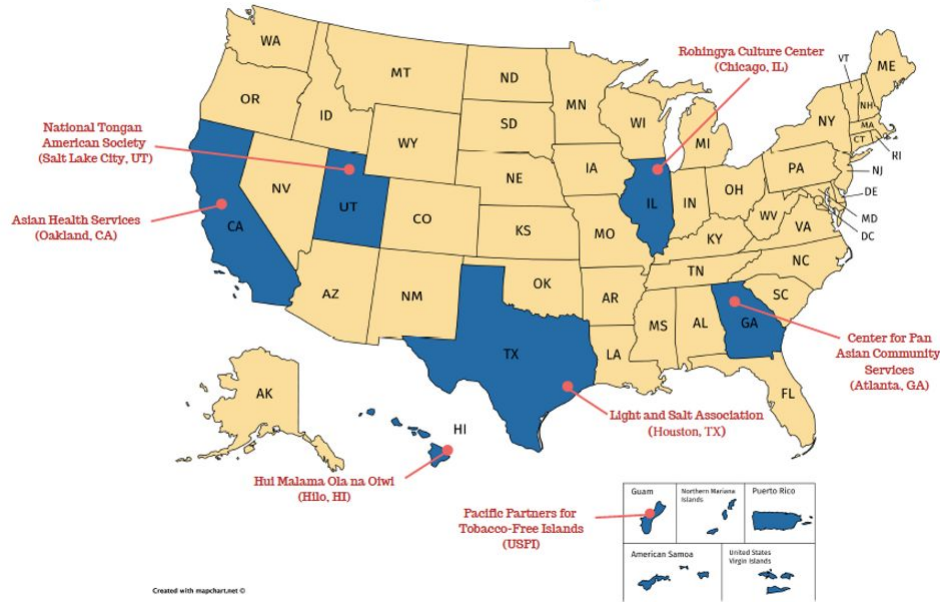 Rohingya Culture Center
(Chicago, IL)
National Tongan
American Society
(Salt Lake City, UT)
Asian Health Services
(Oakland, CA)
WA
OR
CA
NV
ID
MT
WY
UT
AZ
CO
NM
ND
SD
NE
KS
OK
TX
MN
IA
MO
AR
LA
WI
IL
MI
IN
OH
KY
TN
MS
AL
GA
FL
SC
NC
VA
WV
PA
NY
VT
NH
ME
MA
CT
RI
NJ
DE
MD
DC
AK
HI
Center for Pan
Asian Community
Services
(Atlanta, GA)
Light and Salt Association
(Houston, TX)
Hui Malama Ola na Oiwi
(Hilo, HI)
Pacific Partners for
Tobacco-Free Islands
(USPI)
Guam
Northern Mariana
Islands
Puerto Rico
American Samoa
United States
Virgin Islands
Created with mapchart.net ©